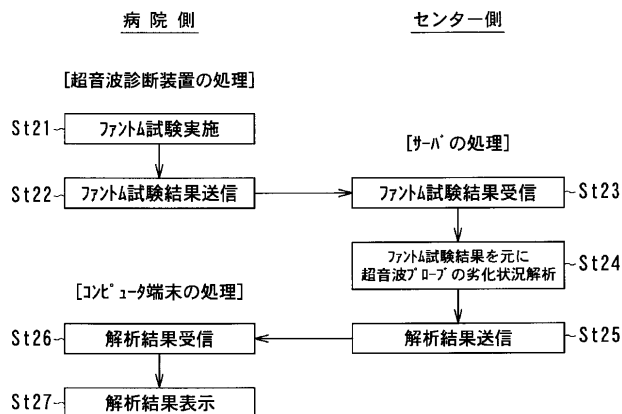 病院側
センター側
[超音波診断装置の処理]
St21
ファントム試験実施
[サーバの処理]
St22
ファントム試験結果送信
ファントム試験結果受信
St23
ファントム試験結果を元に
超音波プローブの劣化状況解析
St24
[コンピュータ端末の処理]
St26
解析結果受信
解析結果送信
St25
St27
解析結果表示